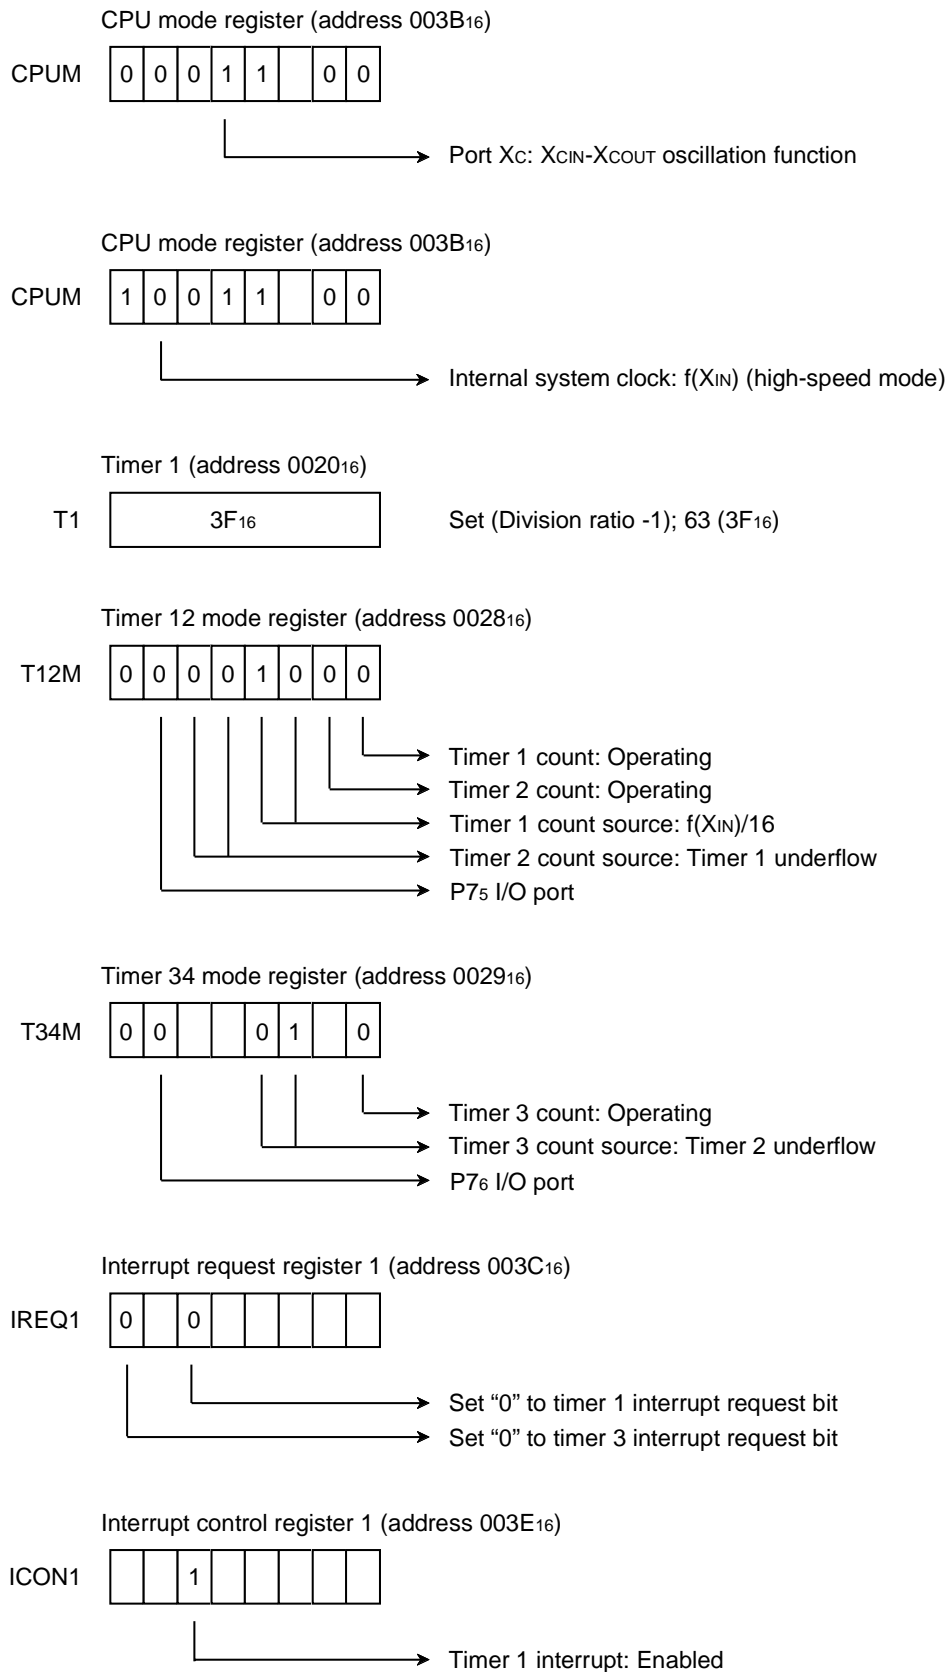 CPU mode register (address 003B16)
CPUM 0 0 0 1 1 0 0
Port XC: XCIN-XCOUT oscillation function
CPU mode register (address 003B16)
CPUM 1 0 0 1 1 0 0
Internal system clock: f(XIN) (high-speed mode)
Timer 1 (address 002016)
T1 3F16 Set (Division ratio -1); 63 (3F16)
Timer 12 mode register (address 002816)
T12M 0 0 0 0 1 0 0 0
Timer 1 count: Operating
Timer 2 count: Operating
Timer 1 count source: f(XIN)/16
Timer 2 count source: Timer 1 underflow
P75 I/O port
Timer 34 mode register (address 002916)
T34M 0 0 0 1 0
Timer 3 count: Operating
Timer 3 count source: Timer 2 underflow
P76 I/O port
Interrupt request register 1 (address 003C16)
IREQ1 0 0
Set “0” to timer 1 interrupt request bit
Set “0” to timer 3 interrupt request bit
Interrupt control register 1 (address 003E16)
ICON1 1
Timer 1 interrupt: Enabled